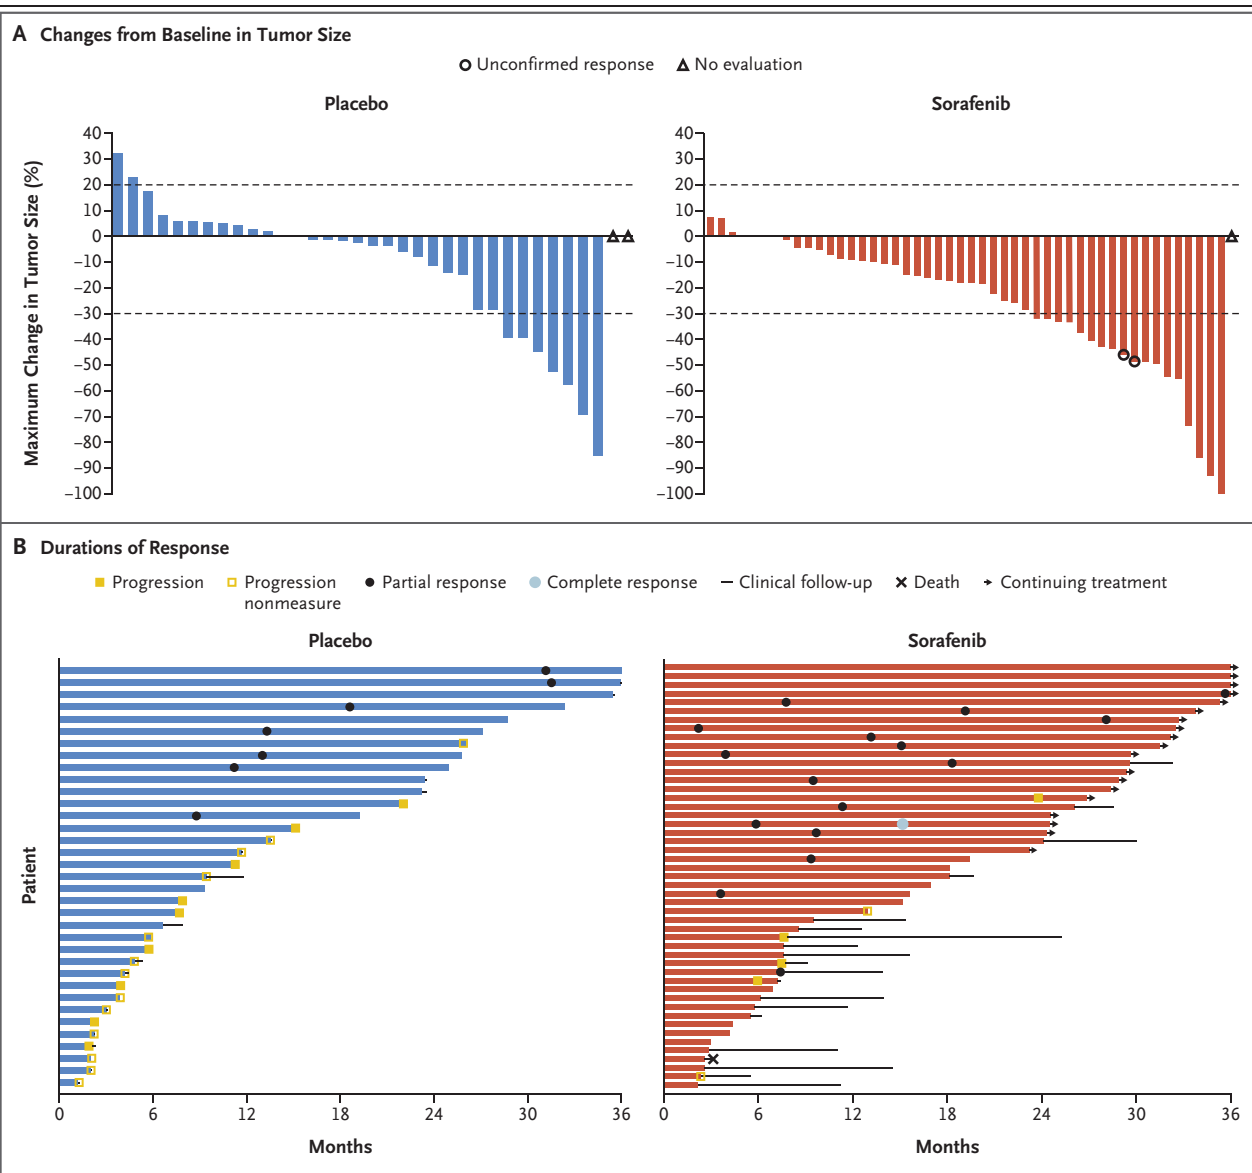 A Changes from Baseline in Tumor Size
Unconfirmed response No evaluation
Placebo
Sorafenib
Maximum Change in Tumor Size (%)
40
30
20
10
0
–10
–20
–30
–40
–50
–60
–70
–80
–90
–100
40
30
20
10
0
–10
–20
–30
–40
–50
–60
–70
–80
–90
–100
B Durations of Response
Progression Progression nonmeasure Partial response Complete response Clinical follow-up Death Continuing treatment
Placebo
Sorafenib
Patient
0 6 12 18 24 30 36
0 6 12 18 24 30 36
Months
Months